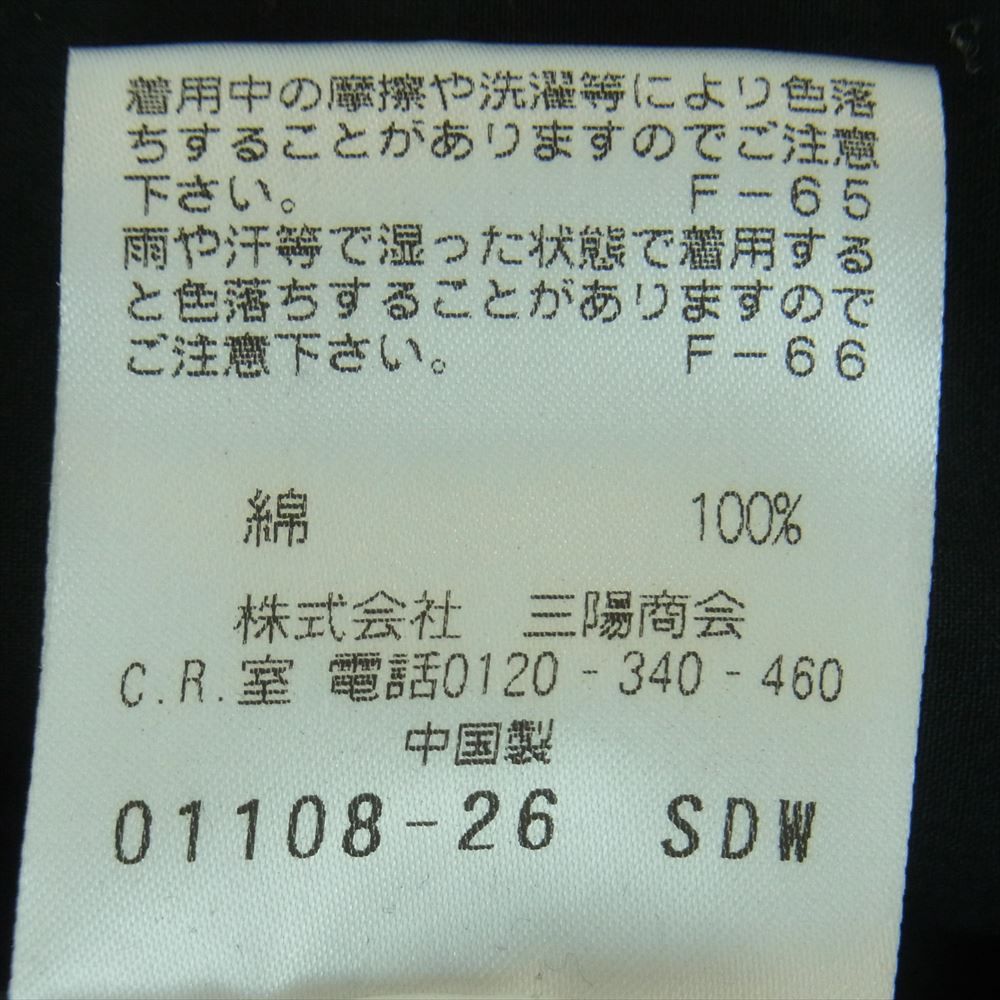 着用中の摩擦や洗濯等により色落
ちすることがありますのでご注意
下さい。 F-65
雨や汗等で湿った状態で着用する
と色落ちすることがありますので
ご注意下さい。 F-66
綿 100%
株式会社 三陽商会
C.R.室 電話0120-340-460
中国製
01108-26 SDW